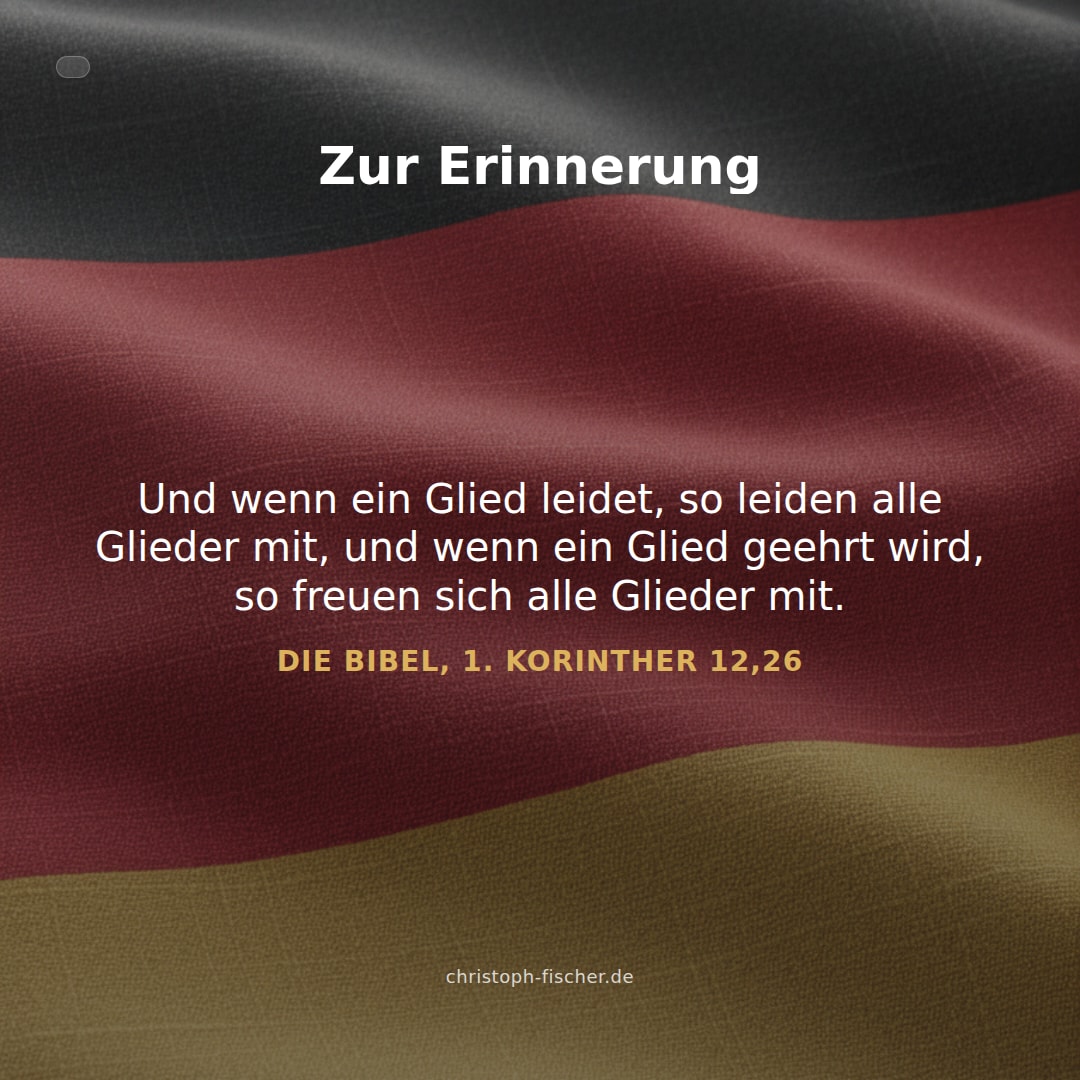 Zur Erinnerung
Und wenn ein Glied leidet, so leiden alle
Glieder mit, und wenn ein Glied geehrt wird,
so freuen sich alle Glieder mit.
DIE BIBEL, 1. KORINTHER 12,26
christoph-fischer.de